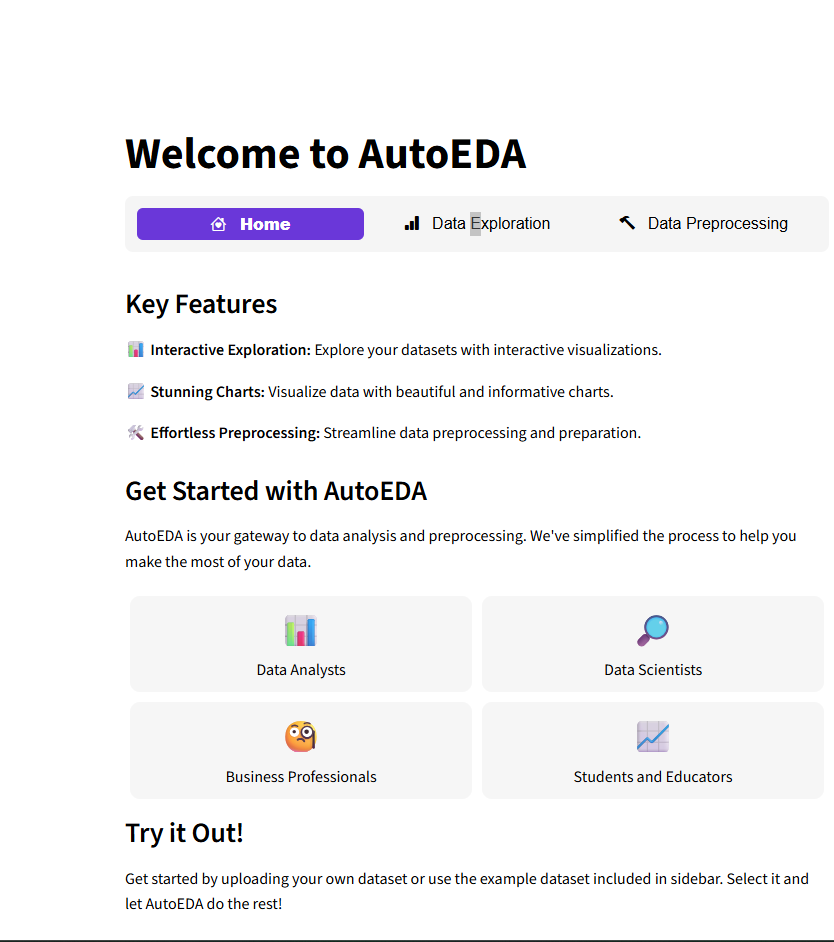 Welcome to AutoEDA
Home
Data Exploration
Data Preprocessing
Key Features
Interactive Exploration: Explore your datasets with interactive visualizations.
Stunning Charts: Visualize data with beautiful and informative charts.
Effortless Preprocessing: Streamline data preprocessing and preparation.
Get Started with AutoEDA
AutoEDA is your gateway to data analysis and preprocessing. We've simplified the process to help you
make the most of your data.
Data Analysts
Data Scientists
Business Professionals
Students and Educators
Try it Out!
Get started by uploading your own dataset or use the example dataset included in sidebar. Select it and
let AutoEDA do the rest!